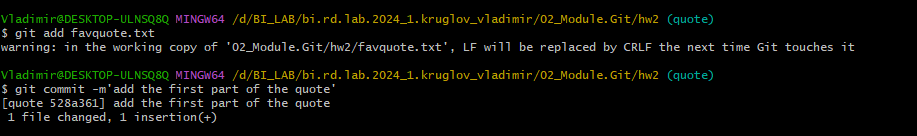 Vladimir@DESKTOP-ULNSQ8Q MINGW64 /d/BI_LAB/bi.rd.lab.2024_1.kruglov_vladimir/02_Module.Git/hw2 (quote)
$ git add favquote.txt
warning: in the working copy of '02_Module.Git/hw2/favquote.txt', LF will be replaced by CRLF the next time Git touches it
Vladimir@DESKTOP-ULNSQ8Q MINGW64 /d/BI_LAB/bi.rd.lab.2024_1.kruglov_vladimir/02_Module.Git/hw2 (quote)
$ git commit -m'add the first part of the quote'
[quote 528a361] add the first part of the quote
 1 file changed, 1 insertion(+)